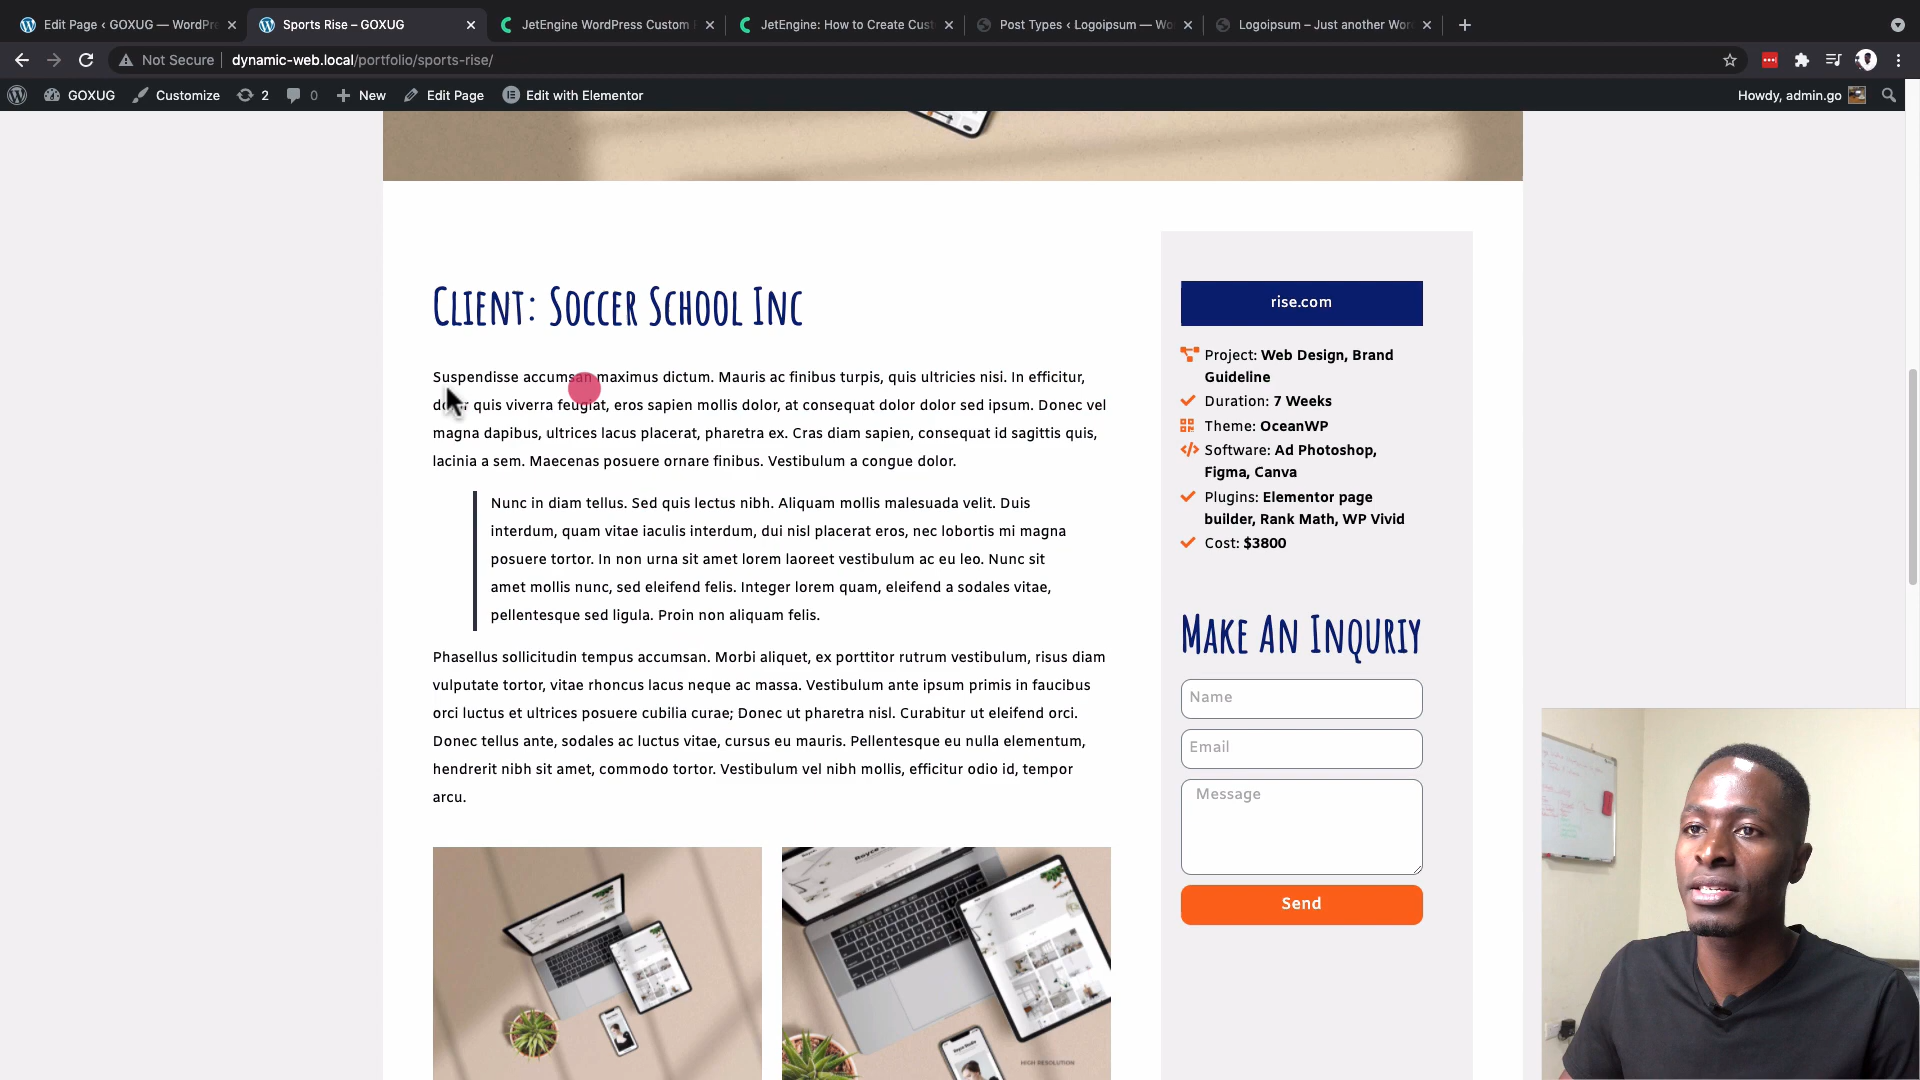 Edit Page ‹ GOXUG — WordPre
Sports Rise – GOXUG
JetEngine WordPress Custom
JetEngine: How to Create Cust
Post Types ‹ Logoipsum — Wo
Logoipsum – Just another Wor
Not Secure
dynamic-web.local/portfolio/sports-rise/
GOXUG
Customize
2
0
New
Edit Page
Edit with Elementor
Howdy, admin.go
Client: Soccer School Inc
Suspendisse accumsan maximus dictum. Mauris ac finibus turpis, quis ultricies nisi. In efficitur,
dolor quis viverra feugiat, eros sapien mollis dolor, at consequat dolor dolor sed ipsum. Donec vel
magna dapibus, ultrices lacus placerat, pharetra ex. Cras diam sapien, consequat id sagittis quis,
lacinia a sem. Maecenas posuere ornare finibus. Vestibulum a congue dolor.
Nunc in diam tellus. Sed quis lectus nibh. Aliquam mollis malesuada velit. Duis
interdum, quam vitae iaculis interdum, dui nisl placerat eros, nec lobortis mi magna
posuere tortor. In non urna sit amet lorem laoreet vestibulum ac eu leo. Nunc sit
amet mollis nunc, sed eleifend felis. Integer lorem quam, eleifend a sodales vitae,
pellentesque sed ligula. Proin non aliquam felis.
Phasellus sollicitudin tempus accumsan. Morbi aliquet, ex porttitor rutrum vestibulum, risus diam
vulputate tortor, vitae rhoncus lacus neque ac massa. Vestibulum ante ipsum primis in faucibus
orci luctus et ultrices posuere cubilia curae; Donec ut pharetra nisl. Curabitur ut eleifend orci.
Donec tellus ante, sodales ac luctus vitae, cursus eu mauris. Pellentesque eu nulla elementum,
hendrerit nibh sit amet, commodo tortor. Vestibulum vel nibh mollis, efficitur odio id, tempor
arcu.
HIGH RESOLUTION
rise.com
Project: Web Design, Brand
Guideline
Duration: 7 Weeks
Theme: OceanWP
Software: Ad Photoshop,
Figma, Canva
Plugins: Elementor page
builder, Rank Math, WP Vivid
Cost: $3800
Make An Inquriy
Name
Email
Message
Send